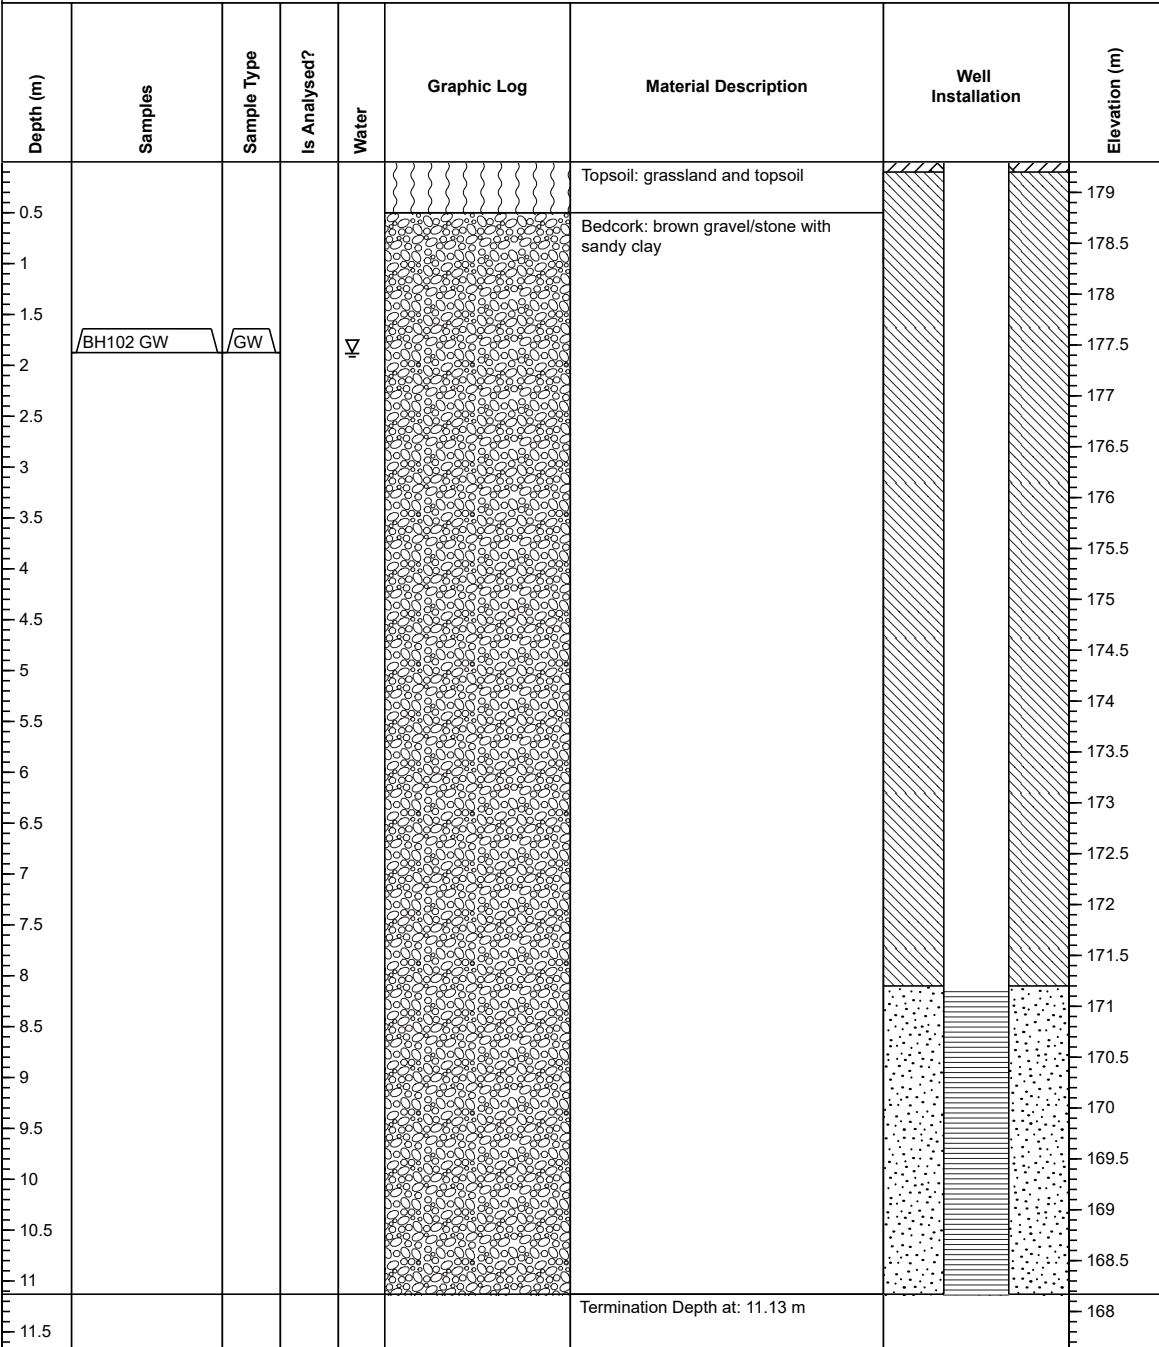 Depth (m)
Samples
Sample Type
Is Analysed?
Water
Graphic Log
Material Description
Well
Installation
Elevation (m)
Topsoil: grassland and topsoil
179
0.5
Bedcork: brown gravel/stone with
sandy clay
178.5
1
178
1.5
BH102 GW
GW
177.5
2
177
2.5
176.5
3
176
3.5
175.5
4
175
4.5
174.5
5
174
5.5
173.5
6
173
6.5
172.5
7
172
7.5
171.5
8
171
8.5
170.5
9
170
9.5
169.5
10
169
10.5
168.5
11
Termination Depth at: 11.13 m
168
11.5